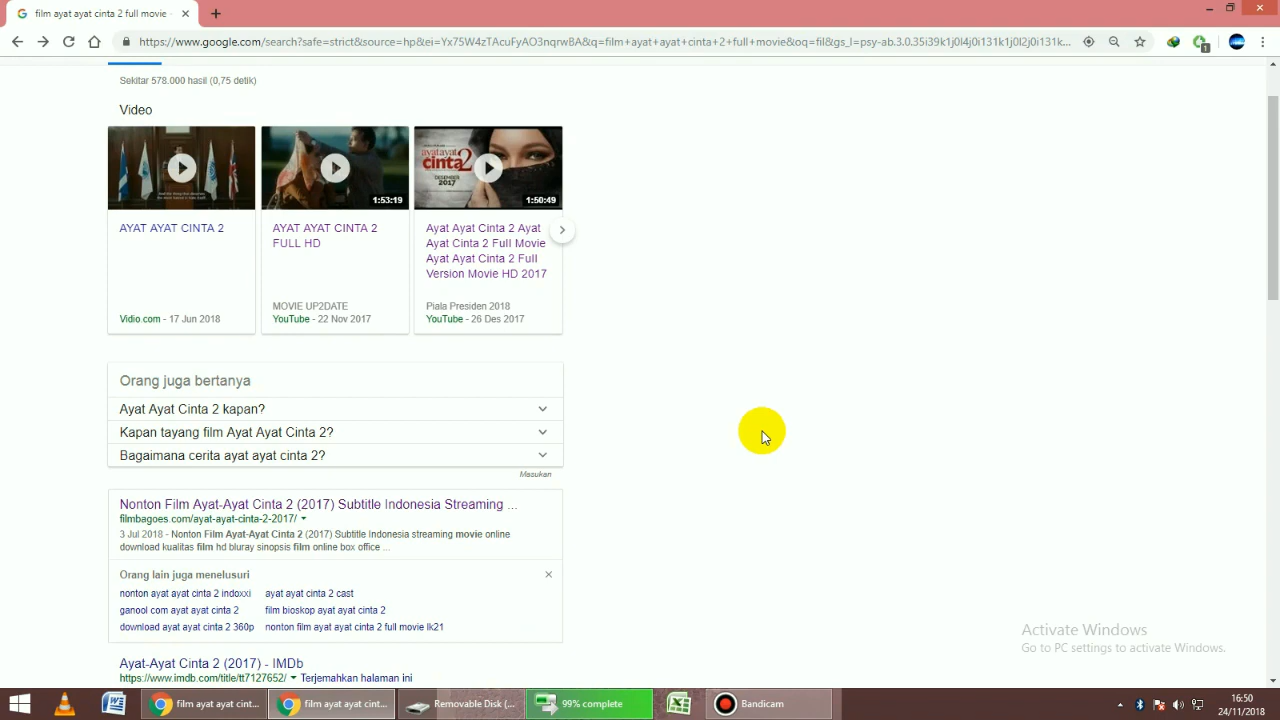 film ayat ayat cinta 2 full movie -
https://www.google.com/search?safe=strict&source=hp&ei=Yx75W4zTAcuFyAO3nqrwBA&q=film+ayat+ayat+cinta+2+full+movie&oq=fil&gs_l=psy-ab.3.0.35i39k1j0l4j0i131k1j0l2j0i131k...
1
Sekitar 578.000 hasil (0,75 detik)
Video
1:53:19
ayat ayat
cinta2
DESEMBER
2017
1:50:49
AYAT AYAT CINTA 2
Vidio.com - 17 Jun 2018
AYAT AYAT CINTA 2
FULL HD
MOVIE UP2DATE
YouTube - 22 Nov 2017
Ayat Ayat Cinta 2 Ayat
Ayat Cinta 2 Full Movie
Ayat Ayat Cinta 2 Full
Version Movie HD 2017
Piala Presiden 2018
YouTube - 26 Des 2017
Orang juga bertanya
Ayat Ayat Cinta 2 kapan?
Kapan tayang film Ayat Ayat Cinta 2?
Bagaimana cerita ayat ayat cinta 2?
Masukan
Nonton Film Ayat-Ayat Cinta 2 (2017) Subtitle Indonesia Streaming ...
filmbagoes.com/ayat-ayat-cinta-2-2017/
3 Jul 2018 - Nonton Film Ayat-Ayat Cinta 2 (2017) Subtitle Indonesia streaming movie online
download kualitas film hd bluray sinopsis film online box office ...
Orang lain juga menelusuri
nonton ayat ayat cinta 2 indoxxi
ayat ayat cinta 2 cast
ganool com ayat ayat cinta 2
film bioskop ayat ayat cinta 2
download ayat ayat cinta 2 360p
nonton film ayat ayat cinta 2 full movie lk21
Ayat-Ayat Cinta 2 (2017) - IMDb
https://www.imdb.com/title/tt7127652/ Terjemahkan halaman ini
Activate Windows
Go to PC settings to activate Windows.
film ayat ayat cint...
film ayat ayat cint...
Removable Disk (...
99% complete
Bandicam
16:50
24/11/2018